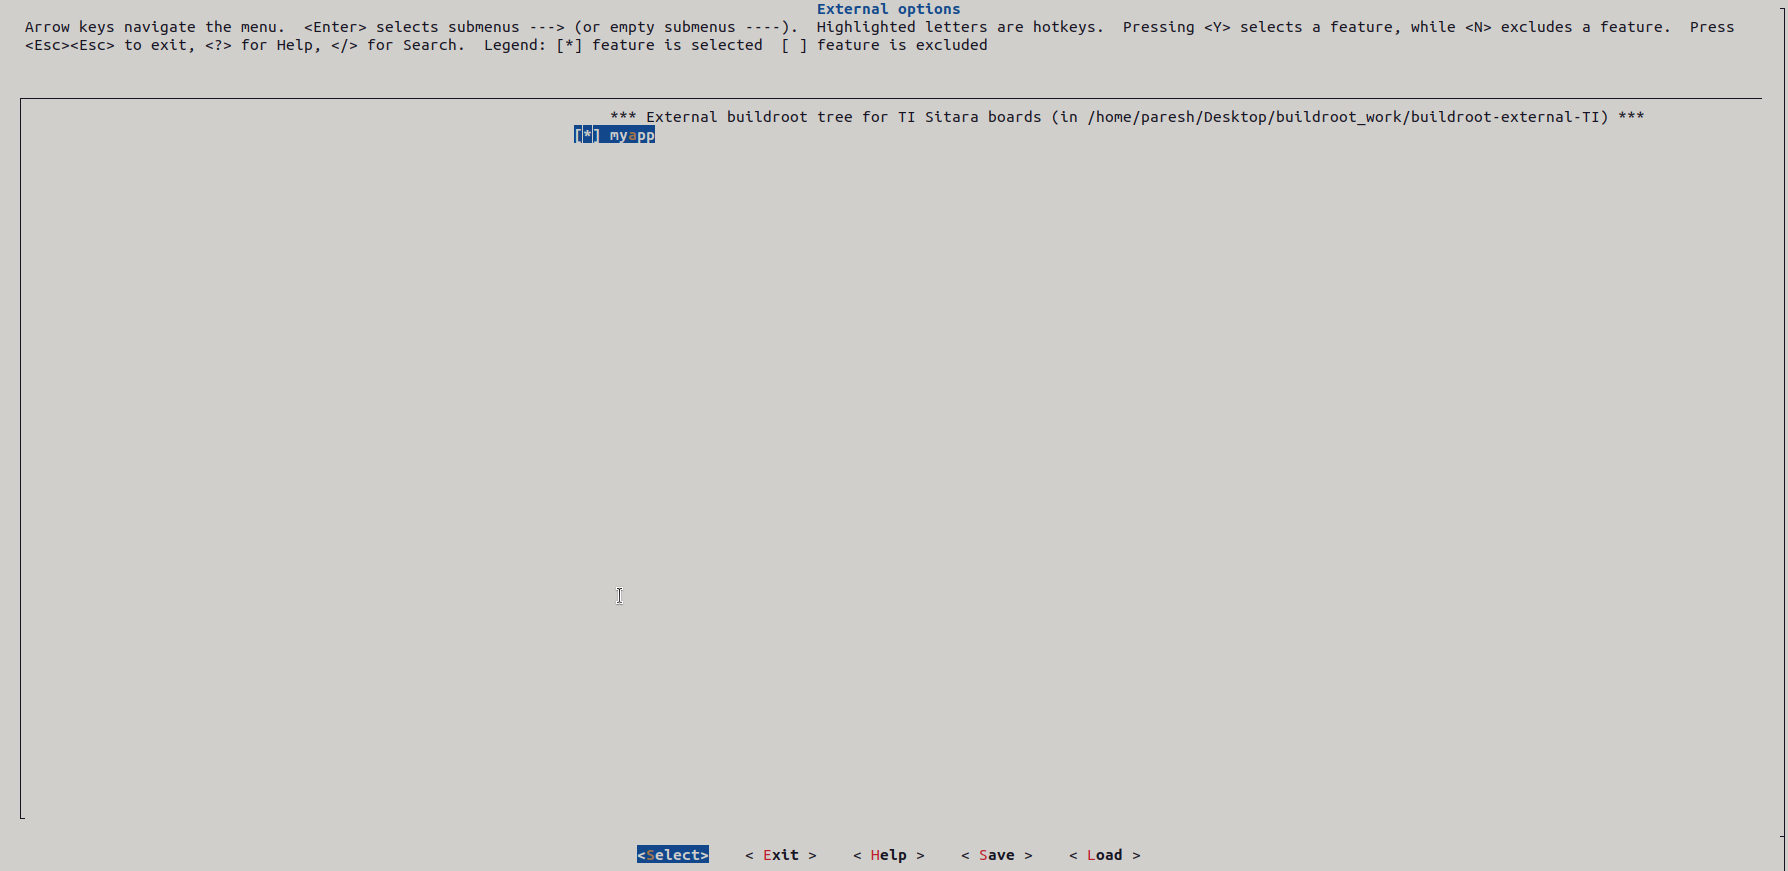 External options
Arrow keys navigate the menu.  <Enter> selects submenus ---> (or empty submenus ----).  Highlighted letters are hotkeys.  Pressing <Y> selects a feature, while <N> excludes a feature.  Press
<Esc><Esc> to exit, <?> for Help, </> for Search.  Legend: [*] feature is selected  [ ] feature is excluded
*** External buildroot tree for TI Sitara boards (in /home/paresh/Desktop/buildroot_work/buildroot-external-TI) ***
[*] myapp
<Select>    < Exit >    < Help >    < Save >    < Load >